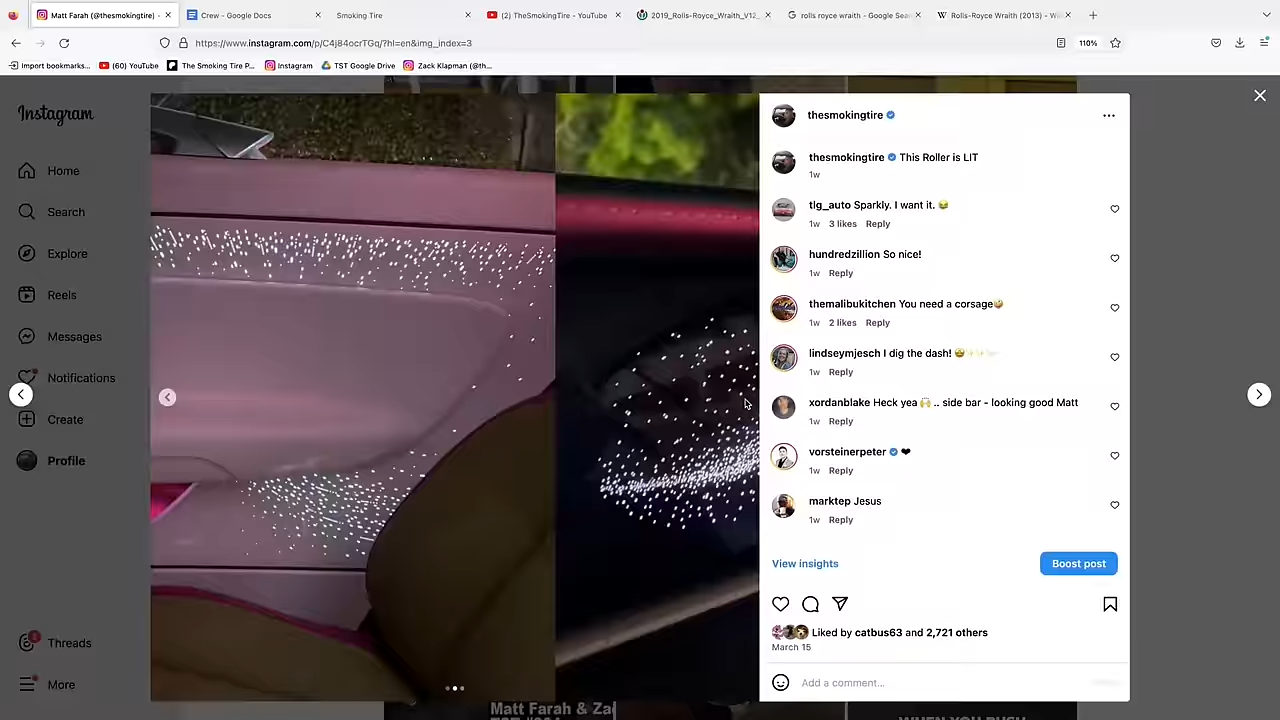 Matt Farah (@thesmokingtire) •
Crew - Google Docs
Smoking Tire
(2) TheSmokingTire - YouTube
2019_Rolls-Royce_Wraith_V12_
rolls royce wraith - Google Sea
Rolls-Royce Wraith (2013) - Wi
https://www.instagram.com/p/C4j84ocrTGq/?hl=en&img_index=3
110%
Import bookmarks...
(60) YouTube
The Smoking Tire P...
Instagram
TST Google Drive
Zack Klapman (@th...
Instagram
Home
Search
Explore
Reels
Messages
Notifications
Create
Profile
Threads
More
thesmokingtire
thesmokingtire This Roller is LIT
1w
tlg_auto Sparkly. I want it. 😂
1w 3 likes Reply
hundredzillion So nice!
1w Reply
themalibukitchen You need a corsage🤣
1w 2 likes Reply
lindseymjesch I dig the dash! 🤩✨
1w Reply
xordanblake Heck yea 🙌 .. side bar - looking good Matt
1w Reply
vorsteinerpeter ❤
1w Reply
marktep Jesus
1w Reply
View insights
Boost post
Liked by catbus63 and 2,721 others
March 15
Add a comment...
Matt Farah & Za